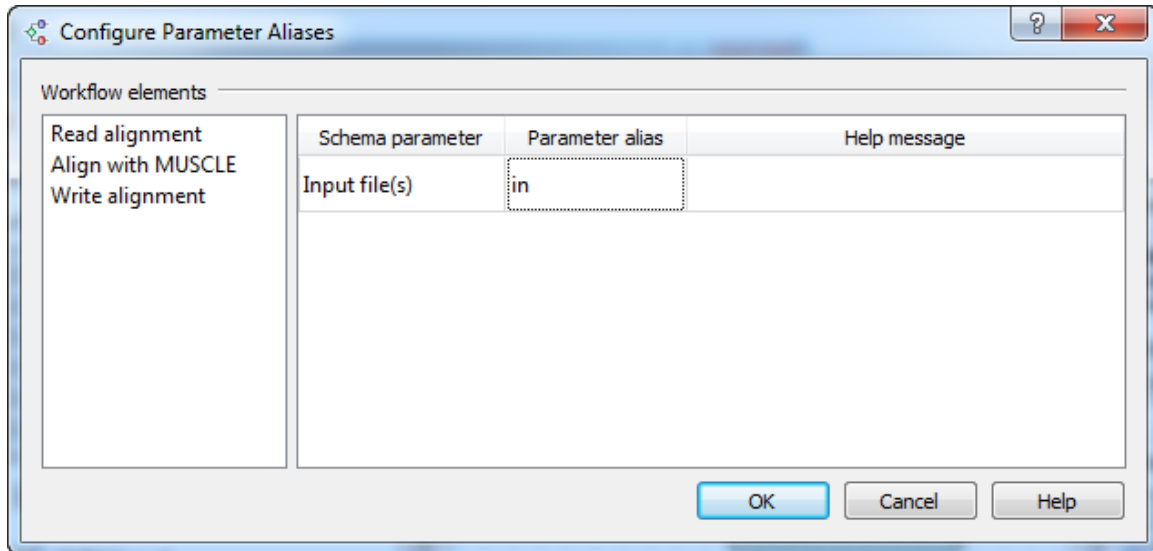 Configure Parameter Aliases
?
X
Workflow elements
Read alignment
Align with MUSCLE
Write alignment
Schema parameter Parameter alias Help message
Input file(s) in
OK Cancel Help